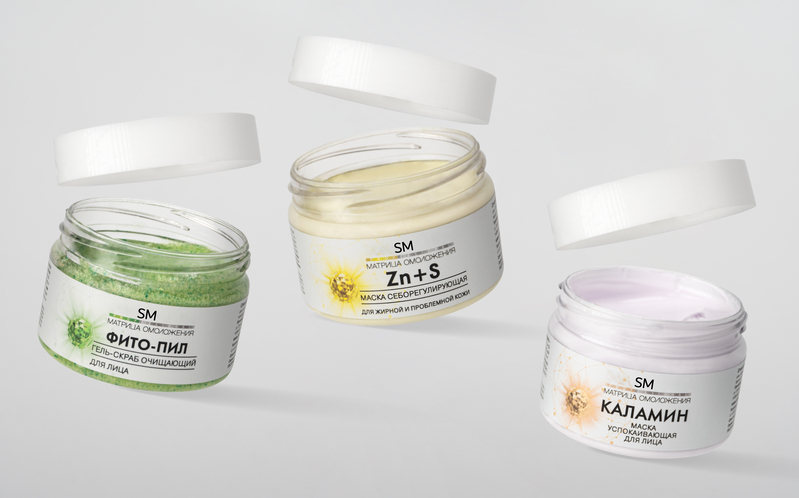 SM
МАТРИЦА ОМОЛОЖЕНИЯ
ФИТО-ПИЛ
ГЕЛЬ-СКРАБ ОЧИЩАЮЩИЙ
ДЛЯ ЛИЦА
SM
МАТРИЦА ОМОЛОЖЕНИЯ
Zn+S
МАСКА СЕБОРЕГУЛИРУЮЩАЯ
ДЛЯ ЖИРНОЙ И ПРОБЛЕМНОЙ КОЖИ
SM
МАТРИЦА ОМОЛОЖЕНИЯ
КАЛАМИН
МАСКА
УСПОКАИВАЮЩАЯ
ДЛЯ ЛИЦА